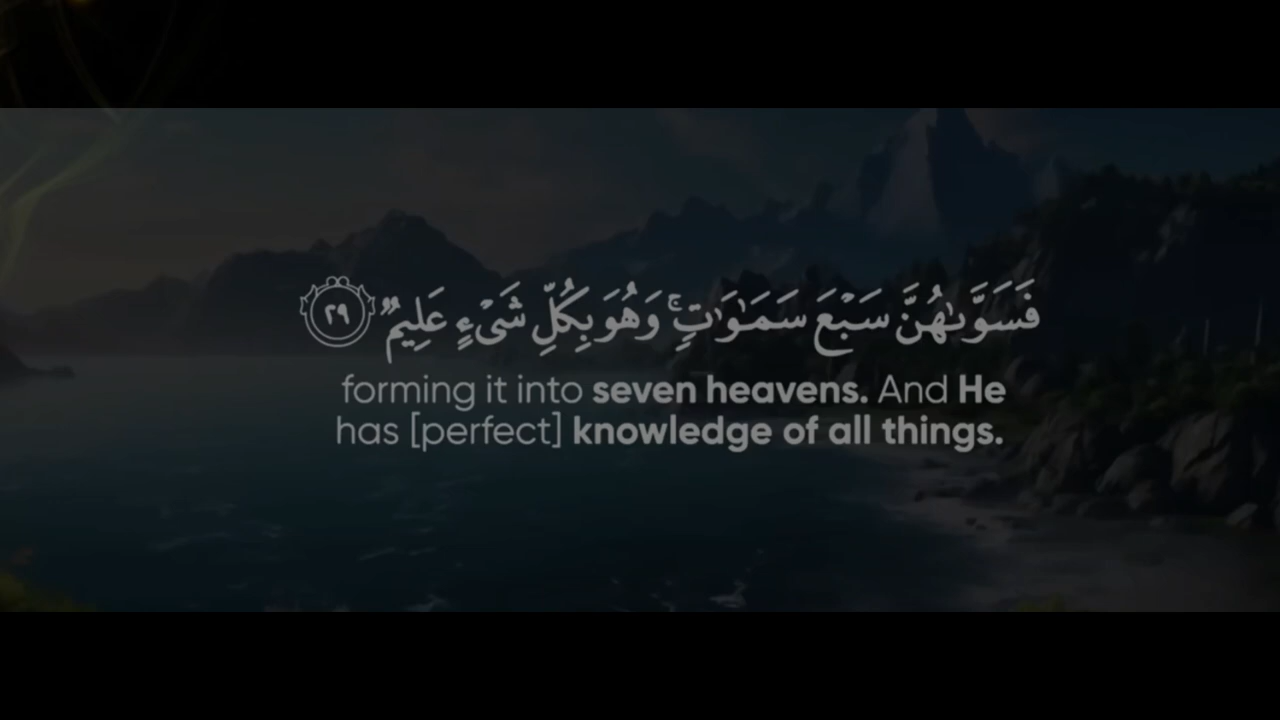 فَسَوَّىٰهُنَّ سَبْعَ سَمَـٰوَٰتٍۢ ۚ وَهُوَ بِكُلِّ شَىْءٍ عَلِيمٌۭ ٢٩
forming it into seven heavens. And He
has [perfect] knowledge of all things.